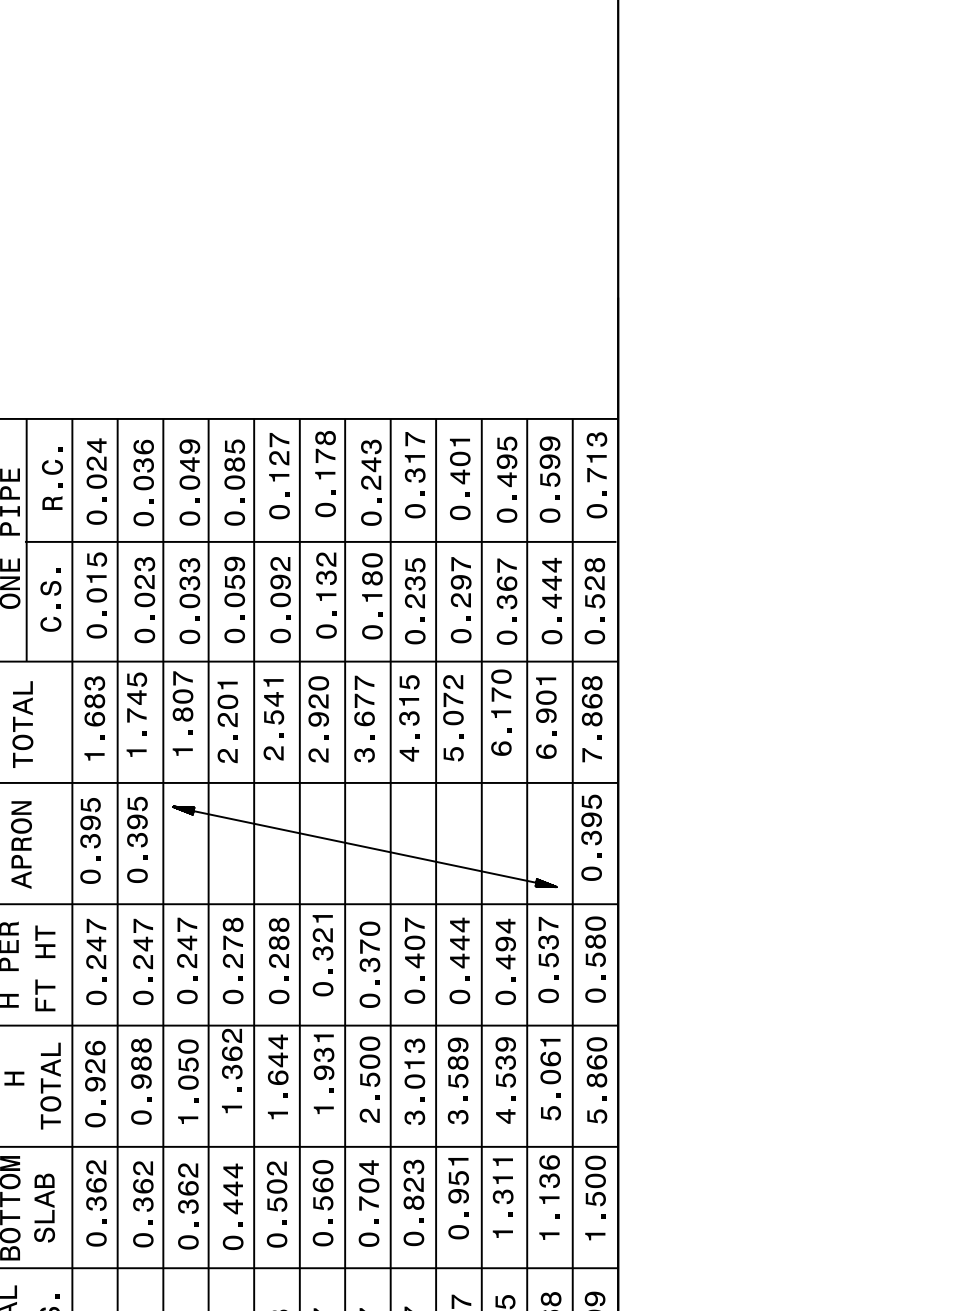 BOTTOM H H PER APRON TOTAL ONE PIPE
SLAB TOTAL FT HT C.S. R.C.
0.362 0.926 0.247 0.395 1.683 0.015 0.024
0.362 0.988 0.247 0.395 1.745 0.023 0.036
0.362 1.050 0.247 1.807 0.033 0.049
0.444 1.362 0.278 2.201 0.059 0.085
0.502 1.644 0.288 2.541 0.092 0.127
0.560 1.931 0.321 2.920 0.132 0.178
0.704 2.500 0.370 3.677 0.180 0.243
0.823 3.013 0.407 4.315 0.235 0.317
0.951 3.589 0.444 5.072 0.297 0.401
1.311 4.539 0.494 6.170 0.367 0.495
1.136 5.061 0.537 6.901 0.444 0.599
1.500 5.860 0.580 0.395 7.868 0.528 0.713